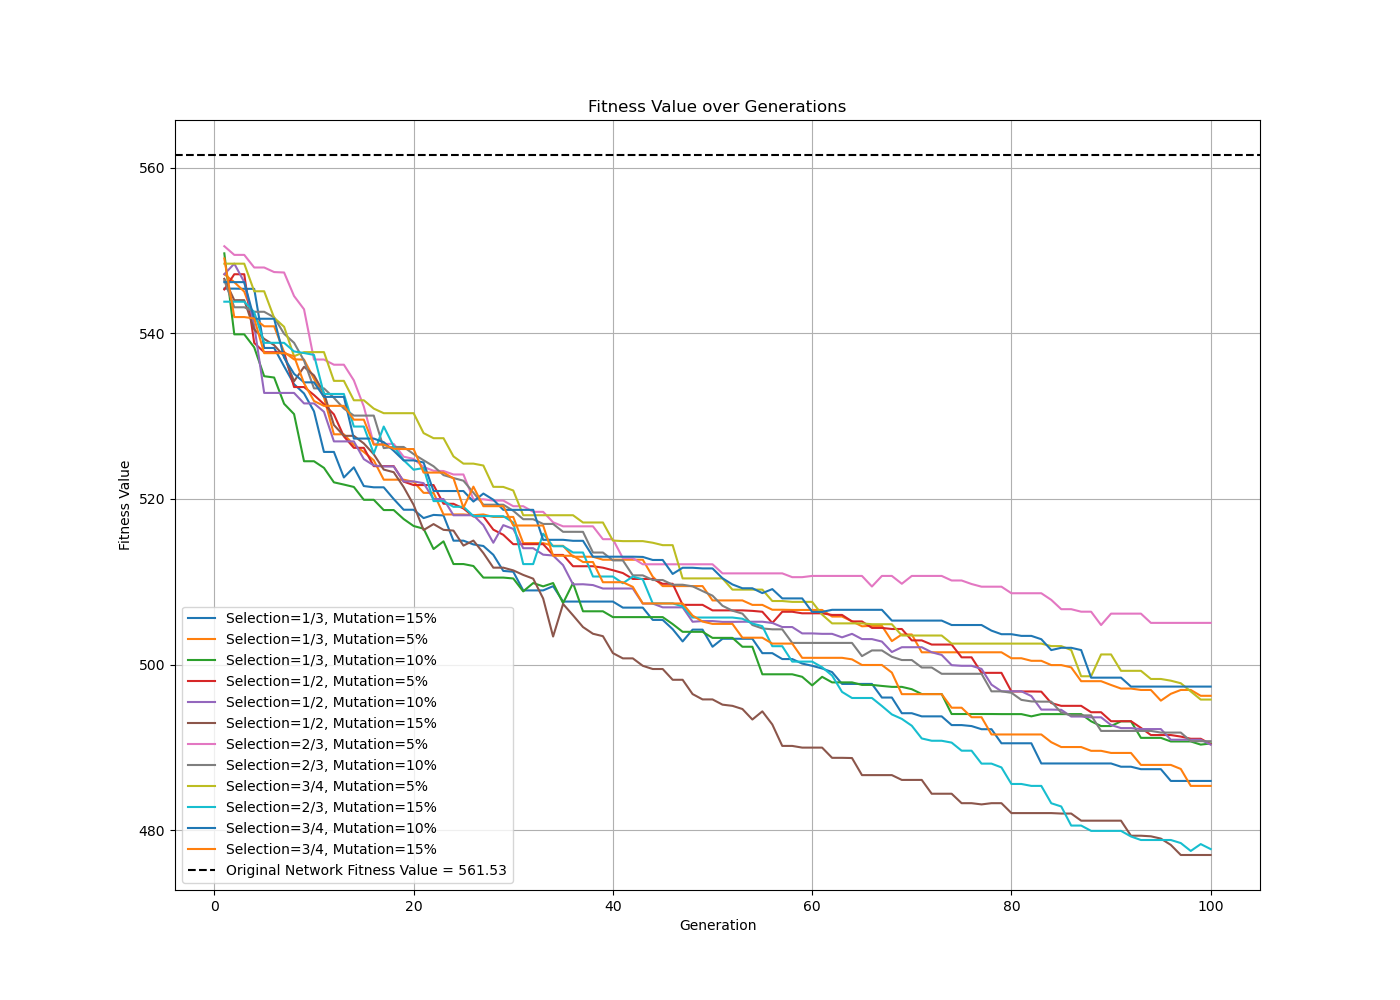 Fitness Value over Generations
Fitness Value
560
540
520
500
480
Selection=1/3, Mutation=15%
Selection=1/3, Mutation=5%
Selection=1/3, Mutation=10%
Selection=1/2, Mutation=5%
Selection=1/2, Mutation=10%
Selection=1/2, Mutation=15%
Selection=2/3, Mutation=5%
Selection=2/3, Mutation=10%
Selection=3/4, Mutation=5%
Selection=2/3, Mutation=15%
Selection=3/4, Mutation=10%
Selection=3/4, Mutation=15%
Original Network Fitness Value = 561.53
0 20 40 60 80 100
Generation